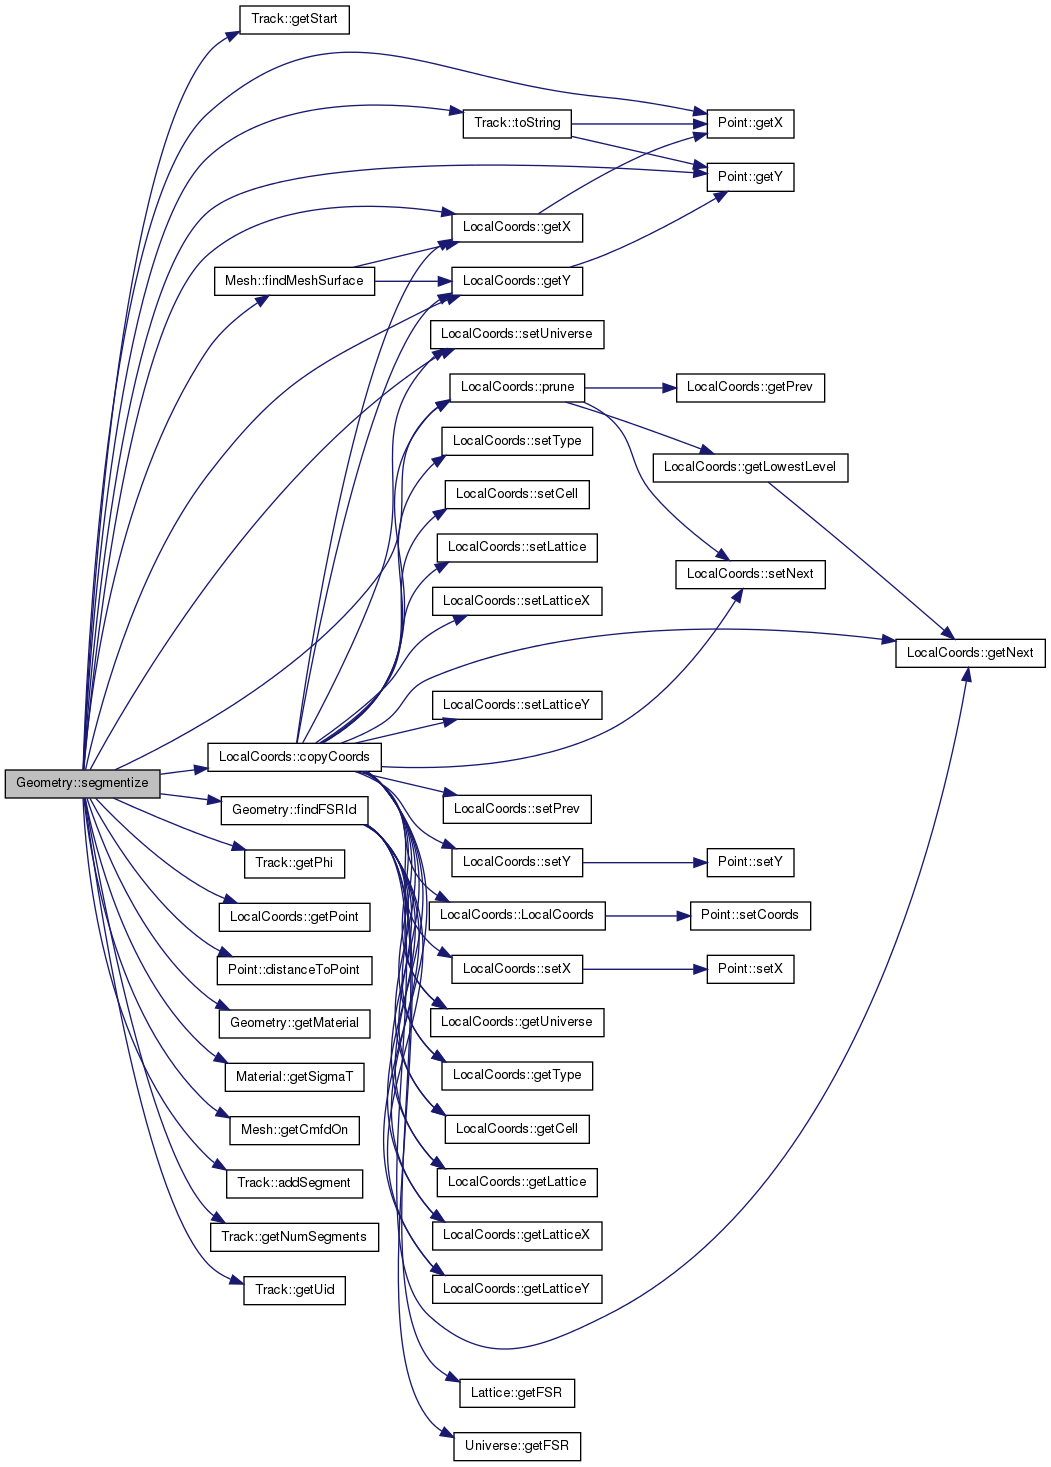 Track::getStart
Track::toString
Point::getX
Point::getY
LocalCoords::getX
Mesh::findMeshSurface
LocalCoords::getY
LocalCoords::setUniverse
LocalCoords::prune
LocalCoords::getPrev
LocalCoords::setType
LocalCoords::getLowestLevel
LocalCoords::setCell
LocalCoords::setLattice
LocalCoords::setNext
LocalCoords::setLatticeX
LocalCoords::getNext
LocalCoords::setLatticeY
LocalCoords::copyCoords
Geometry::segmentize
Geometry::findFSRId
LocalCoords::setPrev
Track::getPhi
LocalCoords::setY
Point::setY
LocalCoords::getPoint
LocalCoords::LocalCoords
Point::setCoords
Point::distanceToPoint
LocalCoords::setX
Point::setX
Geometry::getMaterial
LocalCoords::getUniverse
Material::getSigmaT
LocalCoords::getType
Mesh::getCmfdOn
LocalCoords::getCell
Track::addSegment
LocalCoords::getLattice
Track::getNumSegments
LocalCoords::getLatticeX
Track::getUid
LocalCoords::getLatticeY
Lattice::getFSR
Universe::getFSR